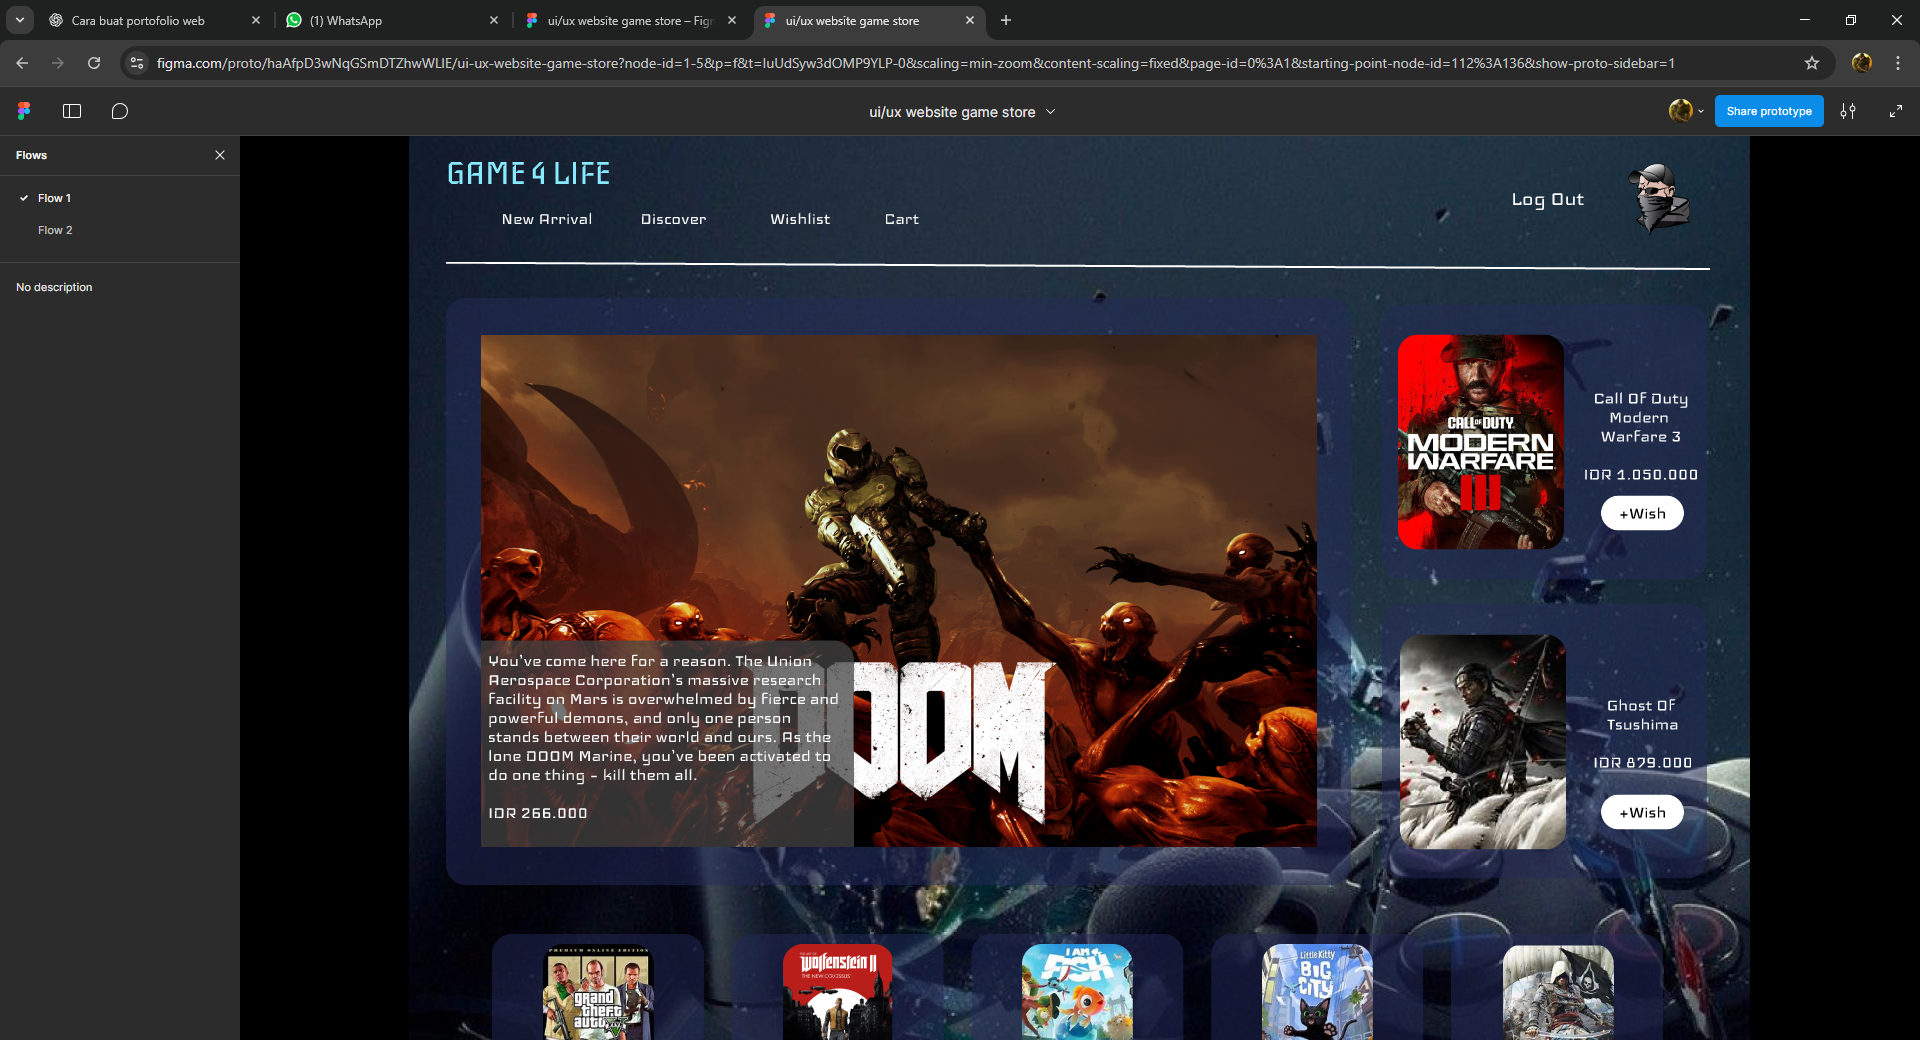 Cara buat portofolio web
(1) WhatsApp
ui/ux website game store – Figm
ui/ux website game store
figma.com/proto/haAfpD3wNqGSmDTZhwWLIE/ui-ux-website-game-store?node-id=1-5&p=f&t=IuUdSyw3dOMP9YLP-0&scaling=min-zoom&content-scaling=fixed&page-id=0%3A1&starting-point-node-id=112%3A136&show-proto-sidebar=1
ui/ux website game store
Share prototype
Flows
Flow 1
Flow 2
No description
GAME 4 LIFE
New Arrival
Discover
Wishlist
Cart
Log Out
You've come here for a reason. The Union
Aerospace Corporation's massive research
facility on Mars is overwhelmed by fierce and
powerful demons, and only one person
stands between their world and ours. As the
lone DOOM Marine, you've been activated to
do one thing - kill them all.
IDR 266.000
DOOM
CALL OF DUTY
MODERN
WARFARE
III
Call Of Duty
Modern
Warfare 3
IDR 1.050.000
+Wish
Ghost Of
Tsushima
IDR 879.000
+Wish
PREMIUM ONLINE EDITION
grand
theft
auto V
Wolfenstein II
THE NEW COLOSSUS
I AM
FISH
Little Kitty
BIG
CITY